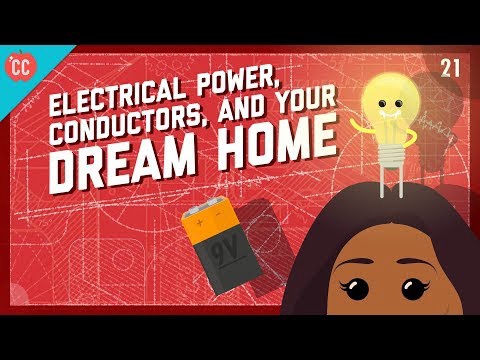 CC
21
ELECTRICAL POWER,
CONDUCTORS, AND YOUR
DREAM HOME
+ -
9V